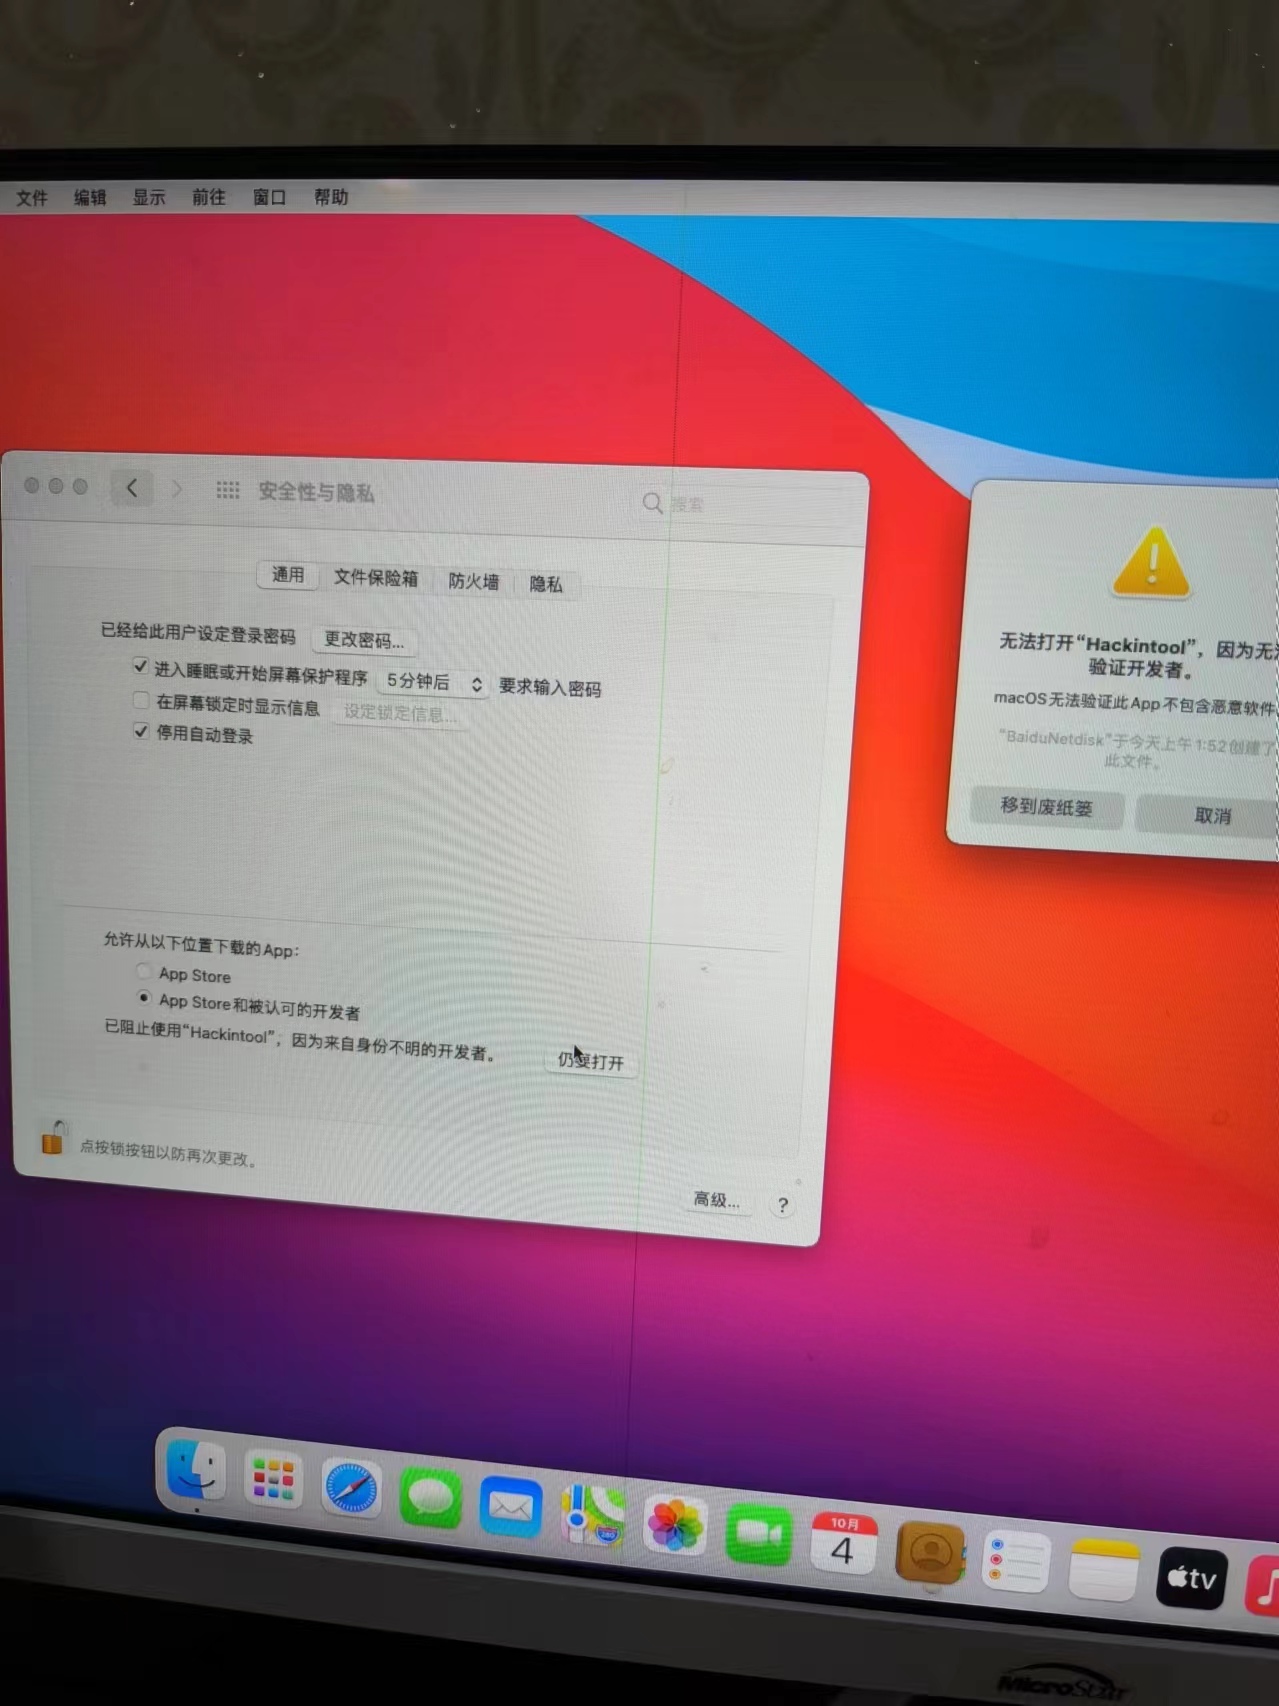 文件 编辑 显示 前往 窗口 帮助
安全性与隐私
搜索
通用 文件保险箱 防火墙 隐私
已经给此用户设定登录密码 更改密码...
进入睡眠或开始屏幕保护程序 5分钟后 要求输入密码
在屏幕锁定时显示信息 设定锁定信息...
停用自动登录
允许从以下位置下载的App:
App Store
App Store和被认可的开发者
已阻止使用“Hackintool”，因为来自身份不明的开发者。 仍要打开
点按锁按钮以防再次更改。
高级... ?
无法打开“Hackintool”，因为无法
验证开发者。
macOS无法验证此App不包含恶意软件
“BaiduNetdisk”于今天上午1:52创建了
此文件。
移到废纸篓 取消
10月
4
280
tv
MicroStar